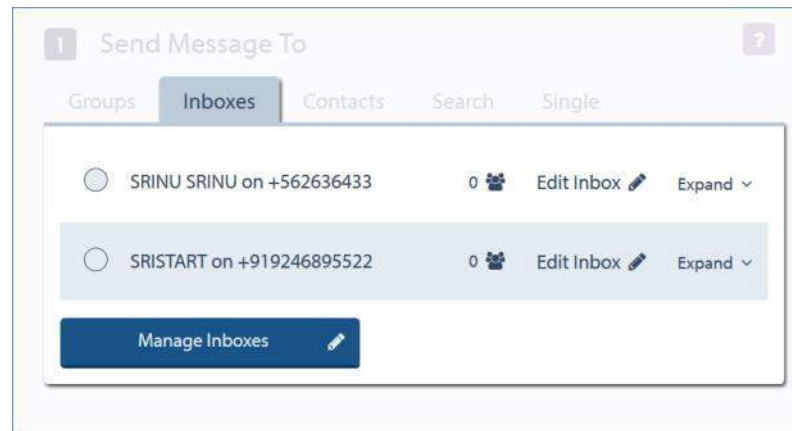 1 Send Message To ?
Groups Inboxes Contacts Search Single
SRINU SRINU on +562636433 0 Edit Inbox Expand
SRISTART on +919246895522 0 Edit Inbox Expand
Manage Inboxes